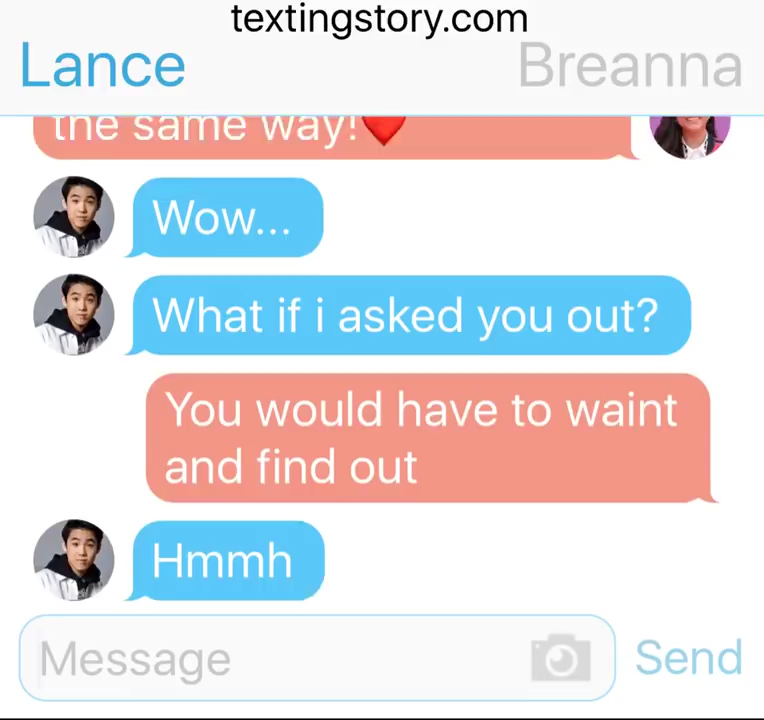 textingstory.com
Lance Breanna
the same way!❤️
Wow...
What if i asked you out?
You would have to waint
and find out
Hmmh
Message Send